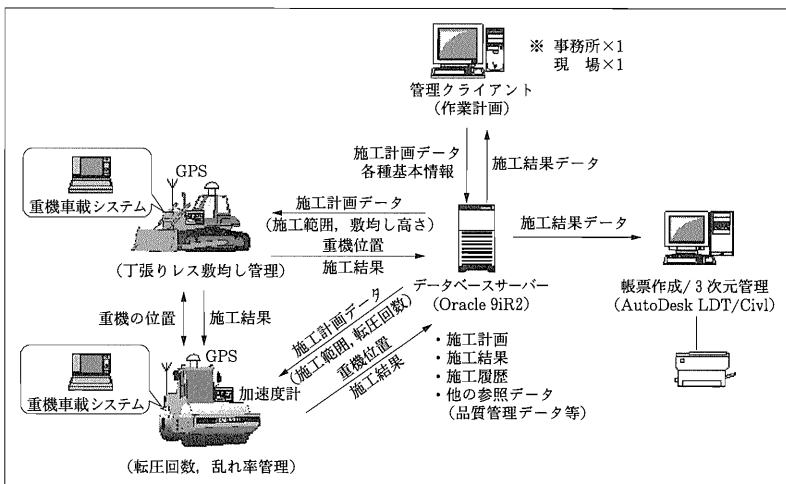 ※ 事務所×1
現 場×1
管理クライアント
(作業計画)
施工計画データ
各種基本情報
施工結果データ
GPS
重機車載システム
施工計画データ
(施工範囲, 敷均し高さ)
重機位置
施工結果
(丁張りレス敷均し管理)
データベースサーバー
(Oracle 9iR2)
施工結果データ
帳票作成/3次元管理
(AutoDesk LDT/Civl)
重機の位置
施工結果
施工計画データ
(施工範囲, 転圧回数)
重機位置
施工結果
・施工計画
・施工結果
・施工履歴
・他の参照データ
(品質管理データ等)
GPS
加速度計
重機車載システム
(転圧回数, 乱れ率管理)